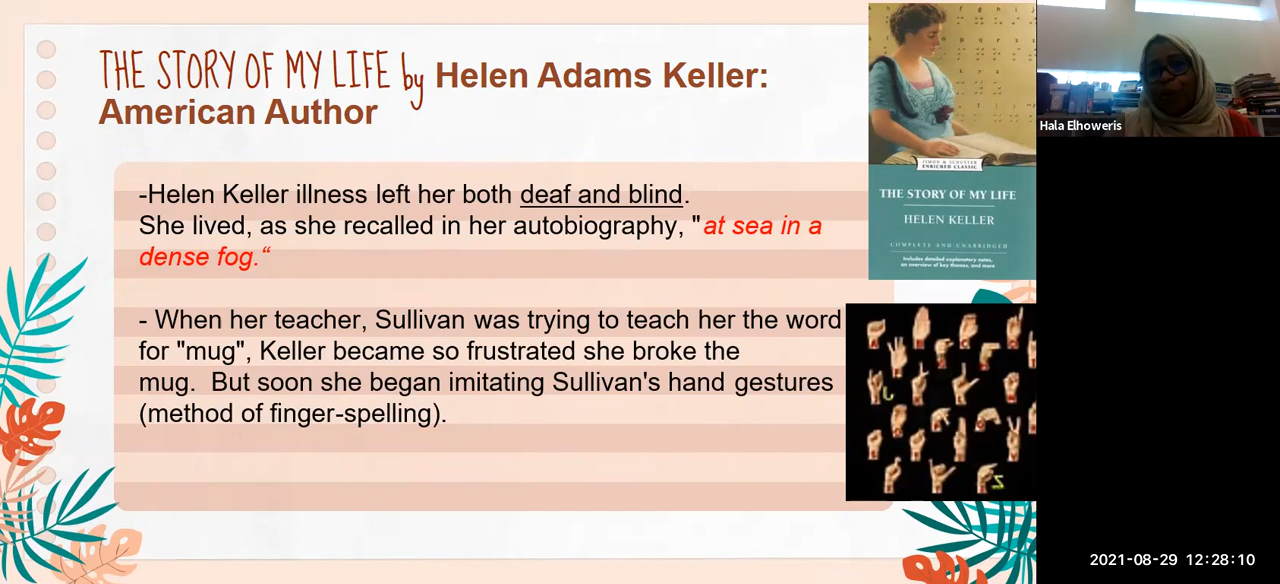 THE STORY OF MY LIFE by Helen Adams Keller:
American Author
-Helen Keller illness left her both deaf and blind.
She lived, as she recalled in her autobiography, "at sea in a
dense fog.“
- When her teacher, Sullivan was trying to teach her the word
for "mug", Keller became so frustrated she broke the
mug.  But soon she began imitating Sullivan's hand gestures
(method of finger-spelling).
SIMON & SCHUSTER
ENRICHED CLASSIC
THE STORY OF MY LIFE
HELEN KELLER
COMPLETE AND UNABRIDGED
Includes detailed explanatory notes,
an overview of key themes, and more
Z
Hala Elhoweris
2021-08-29 12:28:10